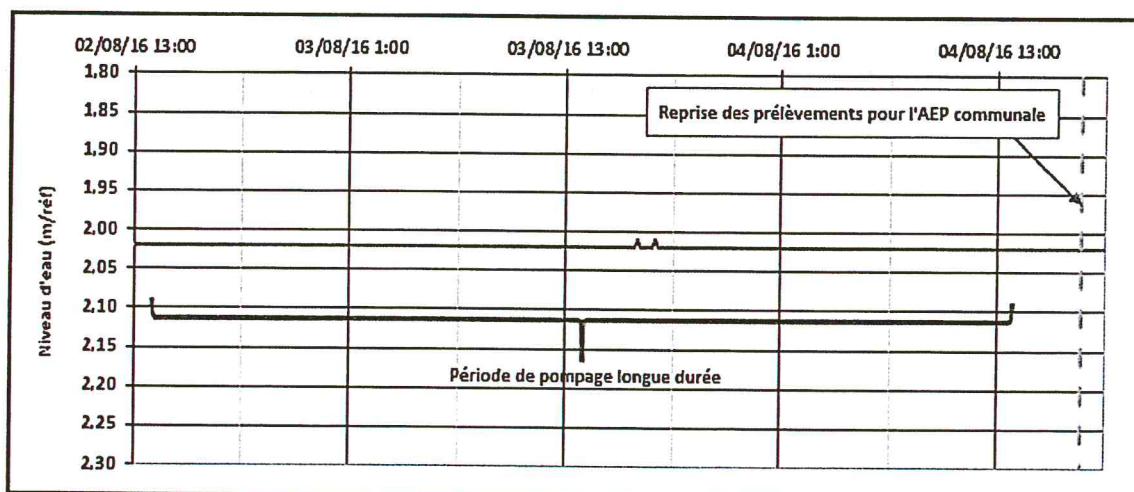 02/08/16 13:00 03/08/16 1:00 03/08/16 13:00 04/08/16 1:00 04/08/16 13:00
1,80
1,85
Reprise des prélèvements pour l'AEP communale
1,90
1,95
2,00
2,05
2,10
2,15
2,20
2,25
2,30
Niveau d'eau (m/réf)
Période de pompage longue durée